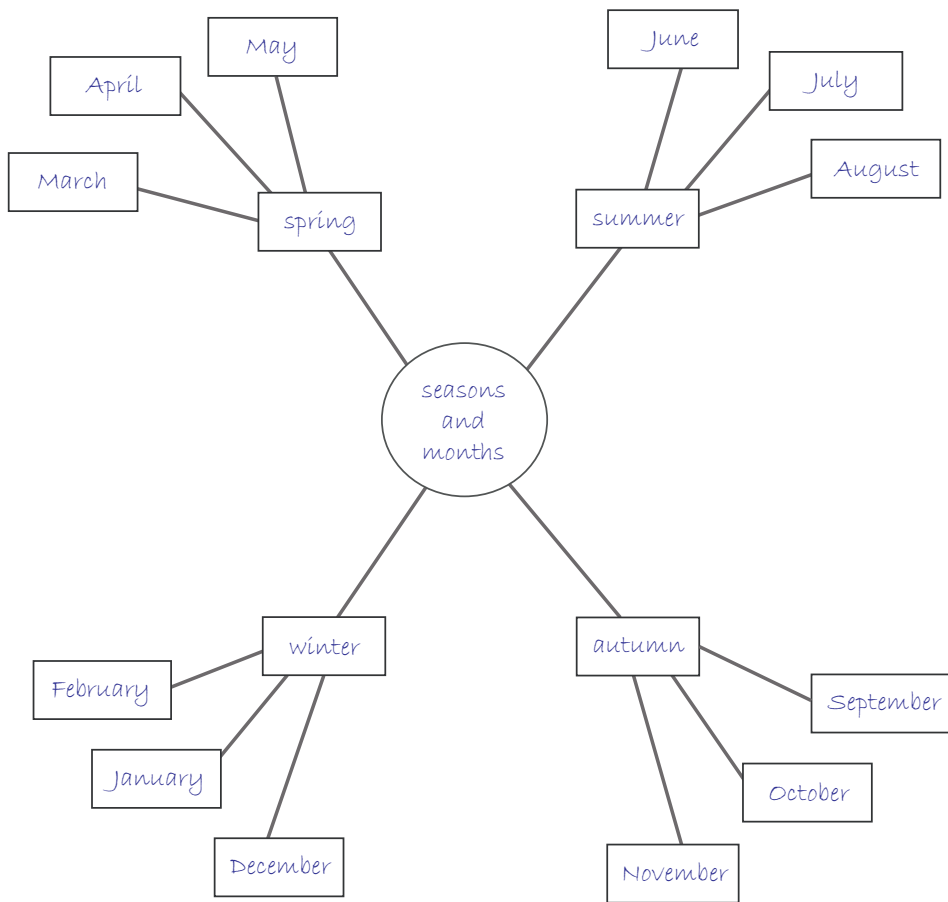 May
April
March
spring
June
July
August
summer
seasons
and
months
winter
February
January
December
autumn
September
October
November